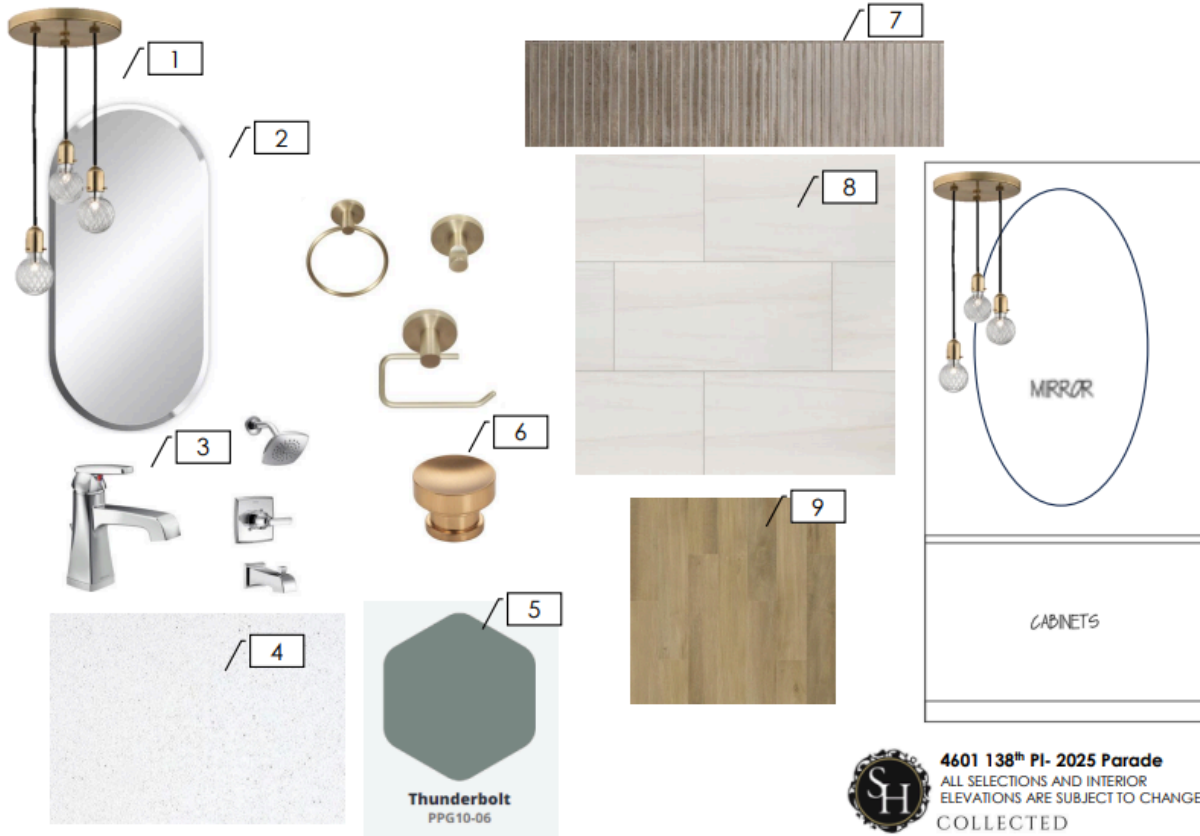 1
2
3
4
5
6
7
8
9
Thunderbolt
PPG10-06
MIRROR
CABINETS
SH
4601 138th Pl- 2025 Parade
ALL SELECTIONS AND INTERIOR
ELEVATIONS ARE SUBJECT TO CHANGE
COLLECTED